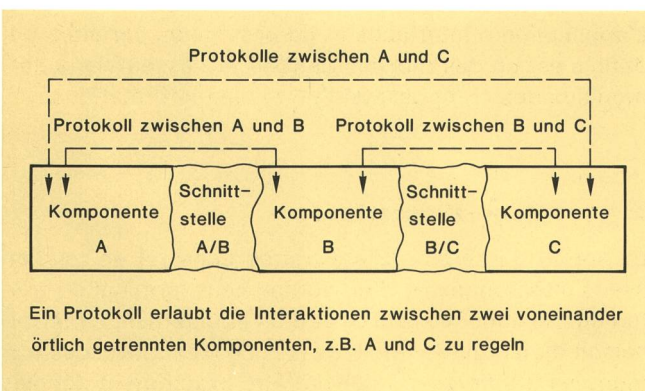 Protokolle zwischen A und C
Protokoll zwischen A und B
Protokoll zwischen B und C
Komponente
A
Schnitt-
stelle
A/B
Komponente
B
Schnitt-
stelle
B/C
Komponente
C
Ein Protokoll erlaubt die Interaktionen zwischen zwei voneinander
örtlich getrennten Komponenten, z.B. A und C zu regeln